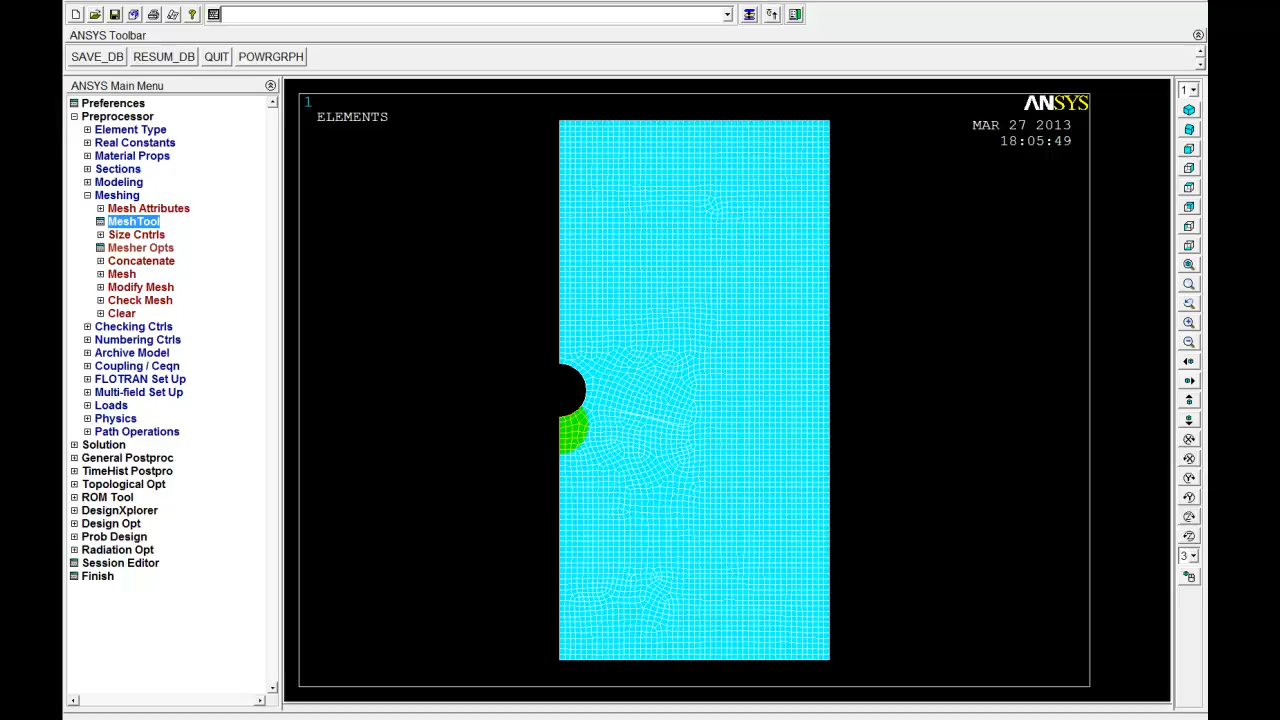 ANSYS Toolbar
SAVE_DB RESUM_DB QUIT POWRGRPH
ANSYS Main Menu
Preferences
Preprocessor
Element Type
Real Constants
Material Props
Sections
Modeling
Meshing
Mesh Attributes
MeshTool
Size Cntrls
Mesher Opts
Concatenate
Mesh
Modify Mesh
Check Mesh
Clear
Checking Ctrls
Numbering Ctrls
Archive Model
Coupling / Ceqn
FLOTRAN Set Up
Multi-field Set Up
Loads
Physics
Path Operations
Solution
General Postproc
TimeHist Postpro
Topological Opt
ROM Tool
DesignXplorer
Design Opt
Prob Design
Radiation Opt
Session Editor
Finish
1
ELEMENTS
ANSYS
MAR 27 2013
18:05:49
1
3